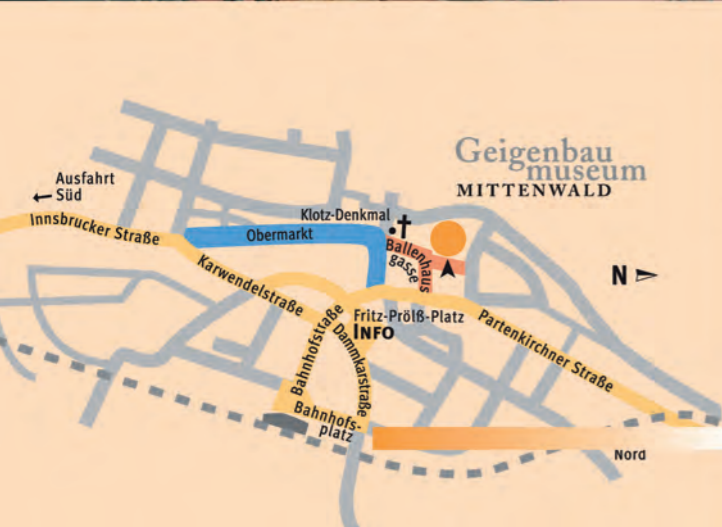 Geigenbau
museum
MITTENWALD
Ausfahrt
Süd
Innsbrucker Straße
Klotz-Denkmal
Obermarkt
Ballenhaus
gasse
Karwendelstraße
N
Fritz-Prölß-Platz
INFO
Partenkirchner Straße
Bahnhofstraße
Dammkarstraße
Bahnhofs-
platz
Nord